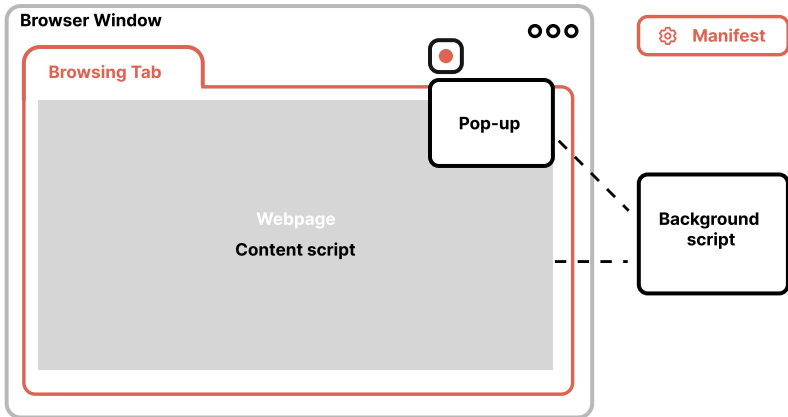 Browser Window
Manifest
Browsing Tab
Pop-up
Webpage
Content script
Background
script